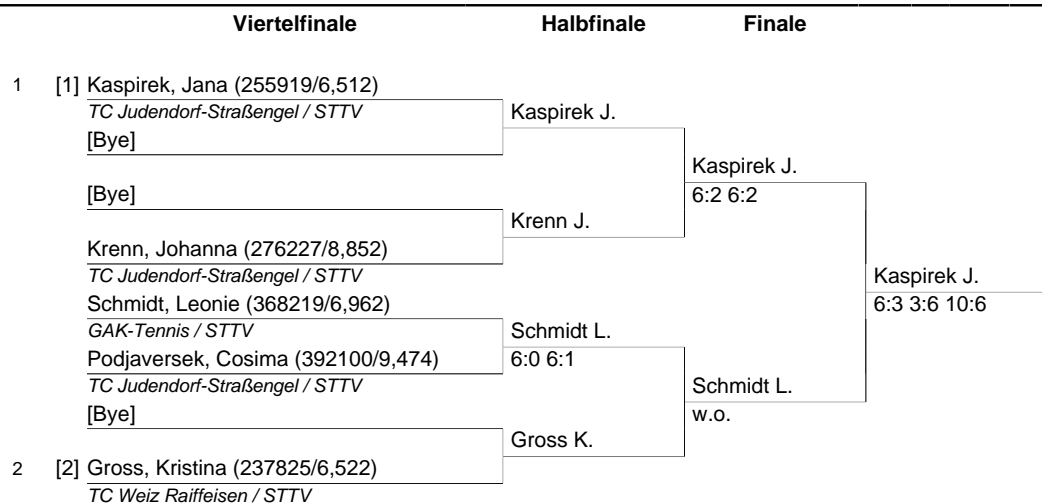 Viertelfinale Halbfinale Finale
1 [1] Kaspirek, Jana (255919/6,512)
TC Judendorf-Straßengel / STTV Kaspirek J.
[Bye]
Kaspirek J.
[Bye] 6:2 6:2
Krenn J.
Krenn, Johanna (276227/8,852)
TC Judendorf-Straßengel / STTV Kaspirek J.
Schmidt, Leonie (368219/6,962) 6:3 3:6 10:6
GAK-Tennis / STTV Schmidt L.
Podjaversek, Cosima (392100/9,474) 6:0 6:1
TC Judendorf-Straßengel / STTV Schmidt L.
[Bye] w.o.
Gross K.
2 [2] Gross, Kristina (237825/6,522)
TC Weiz Raiffeisen / STTV